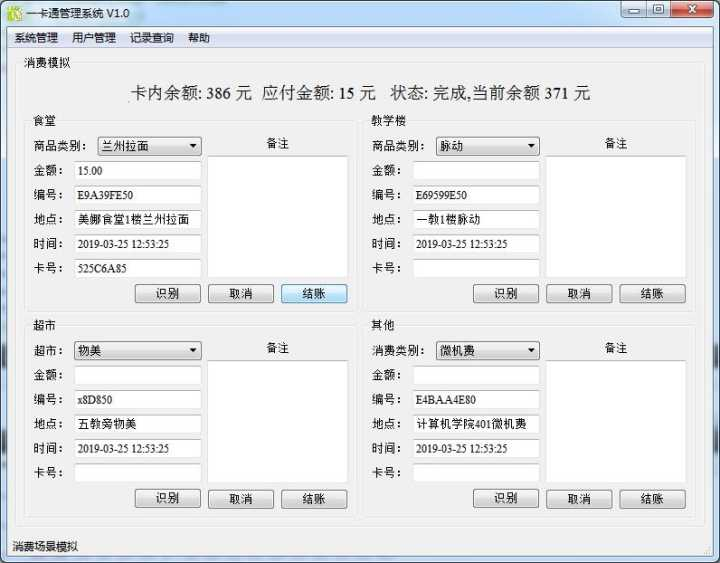 一卡通管理系统 V1.0
系统管理 用户管理 记录查询 帮助
消费模拟
卡内余额: 386 元 应付金额: 15 元 状态: 完成,当前余额 371 元
食堂
商品类别: 兰州拉面 备注
金额: 15.00
编号: E9A39FE50
地点: 美娜食堂1楼兰州拉面
时间: 2019-03-25 12:53:25
卡号: 525C6A85
识别 取消 结账
教学楼
商品类别: 脉动 备注
金额:
编号: E69599E50
地点: 一教1楼脉动
时间: 2019-03-25 12:53:25
卡号:
识别 取消 结账
超市
超市: 物美 备注
金额:
编号: x8D850
地点: 五教旁物美
时间: 2019-03-25 12:53:25
卡号:
识别 取消 结账
其他
消费类别: 微机费 备注
金额:
编号: E4BAA4E80
地点: 计算机学院401微机费
时间: 2019-03-25 12:53:25
卡号:
识别 取消 结账
消费场景模拟